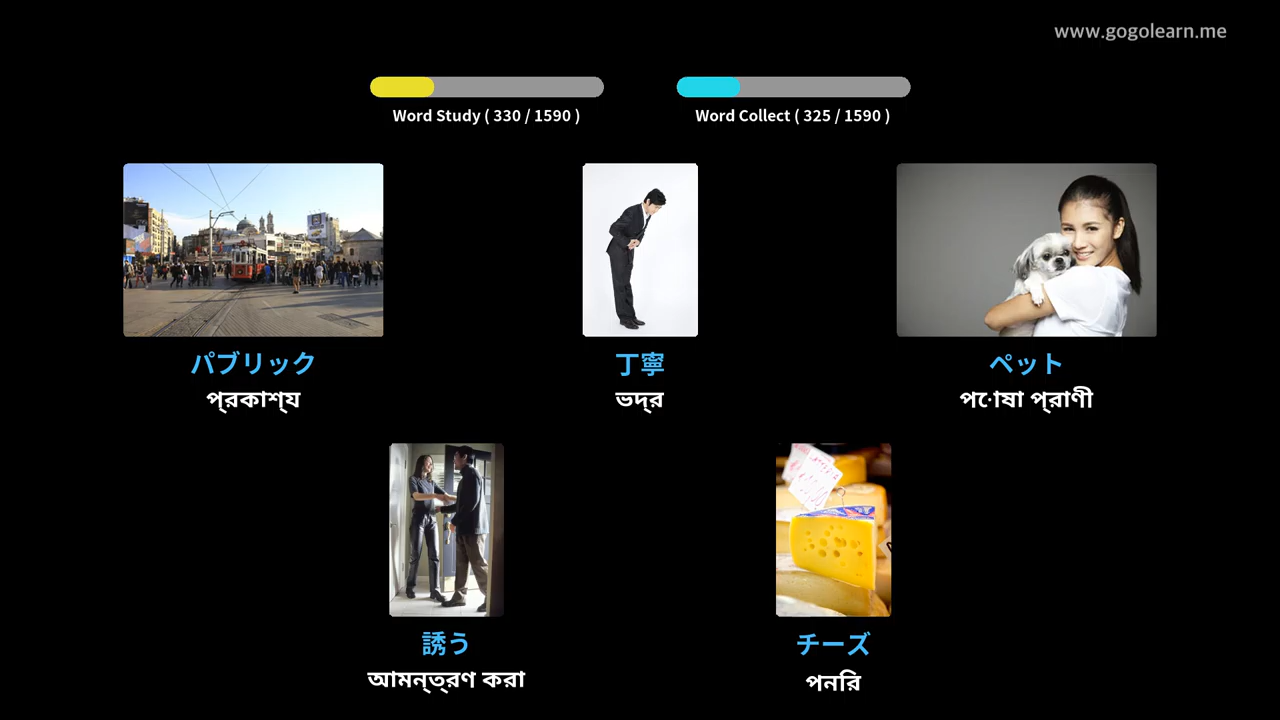 www.gogolearn.me
Word Study ( 330 / 1590 )
Word Collect ( 325 / 1590 )
パブリック
丁寧
ペット
প্রকাশ্য
ভদ্র
পোষা প্রাণী
誘う
チーズ
আমন্ত্রণ করা
পনির